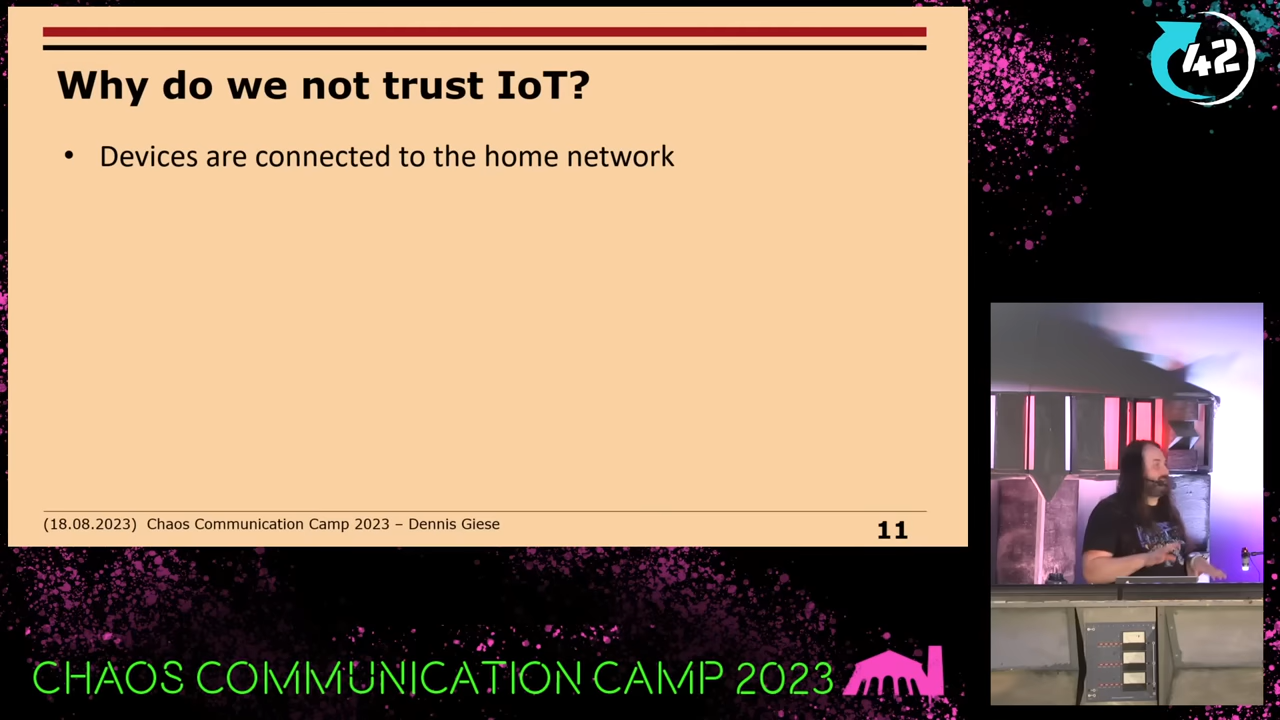 Why do we not trust IoT?
• Devices are connected to the home network
(18.08.2023) Chaos Communication Camp 2023 – Dennis Giese
11
42
CHAOS COMMUNICATION CAMP 2023